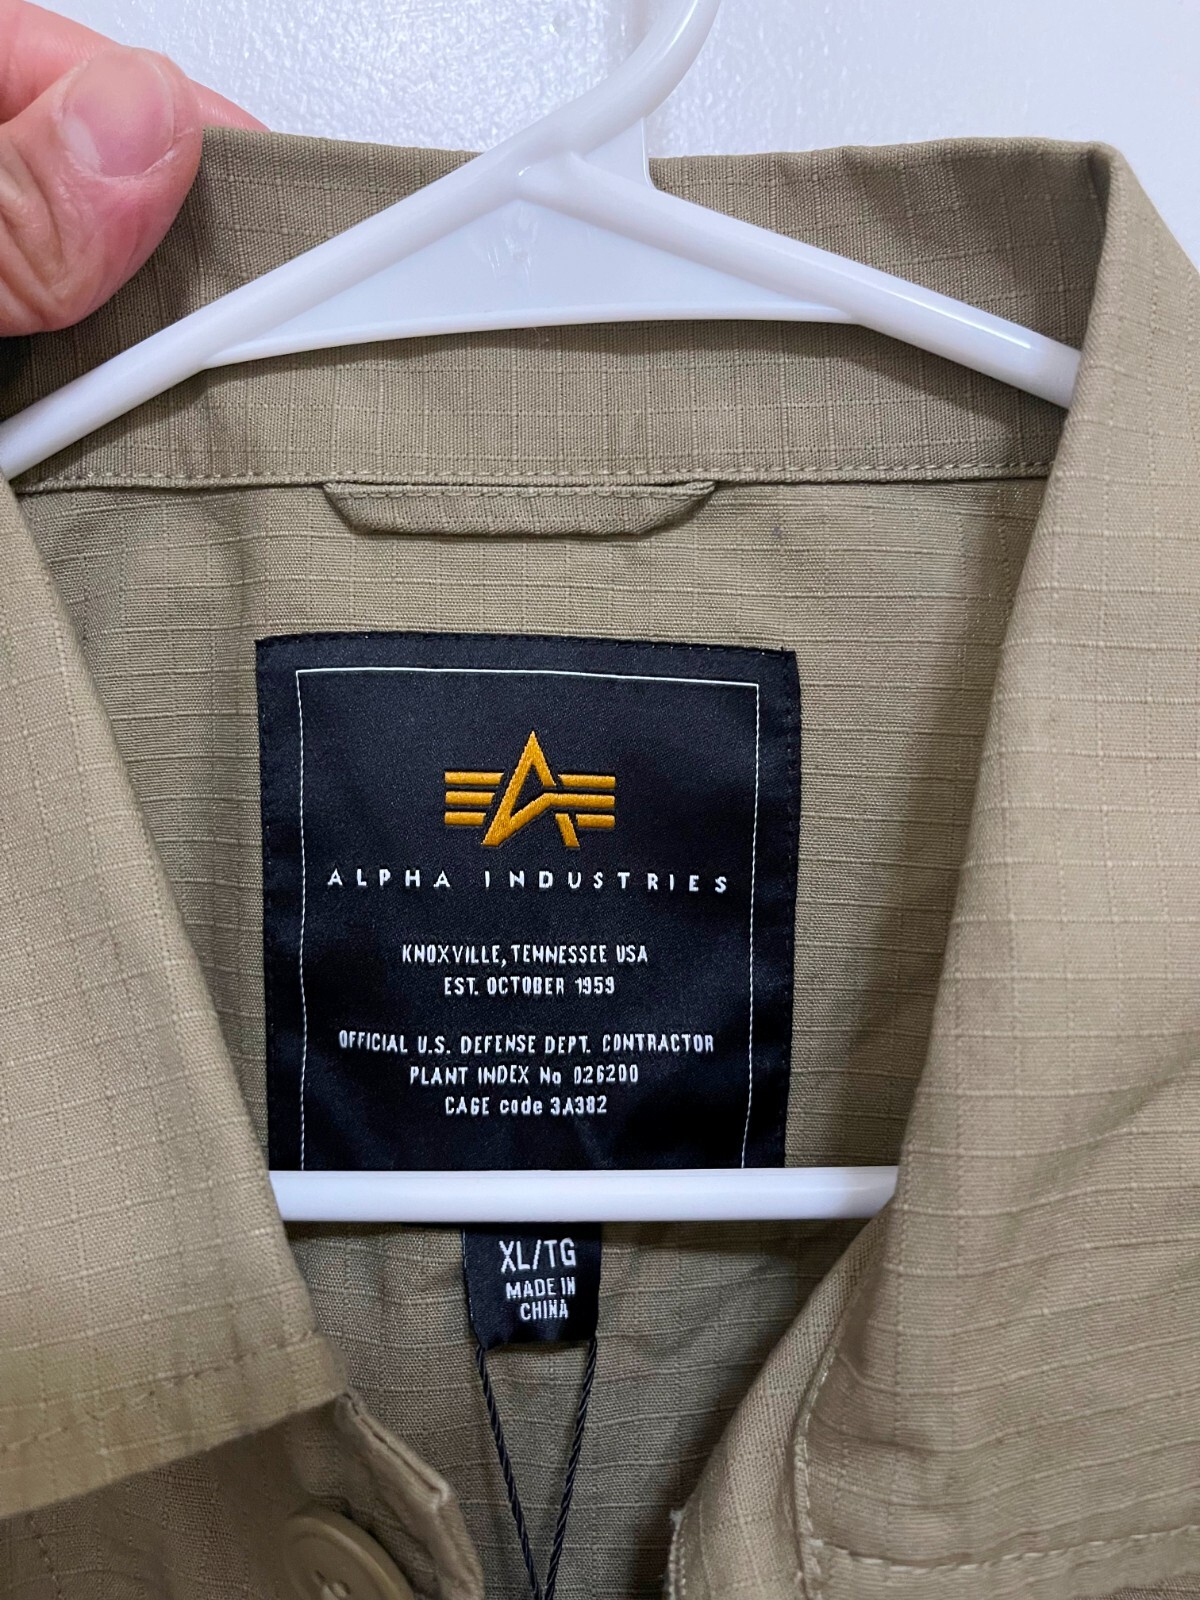 ALPHA INDUSTRIES
KNOXVILLE, TENNESSEE USA
EST. OCTOBER 1959
OFFICIAL U.S. DEFENSE DEPT. CONTRACTOR
PLANT INDEX No 026200
CAGE code 3A382
XL/TG
MADE IN
CHINA